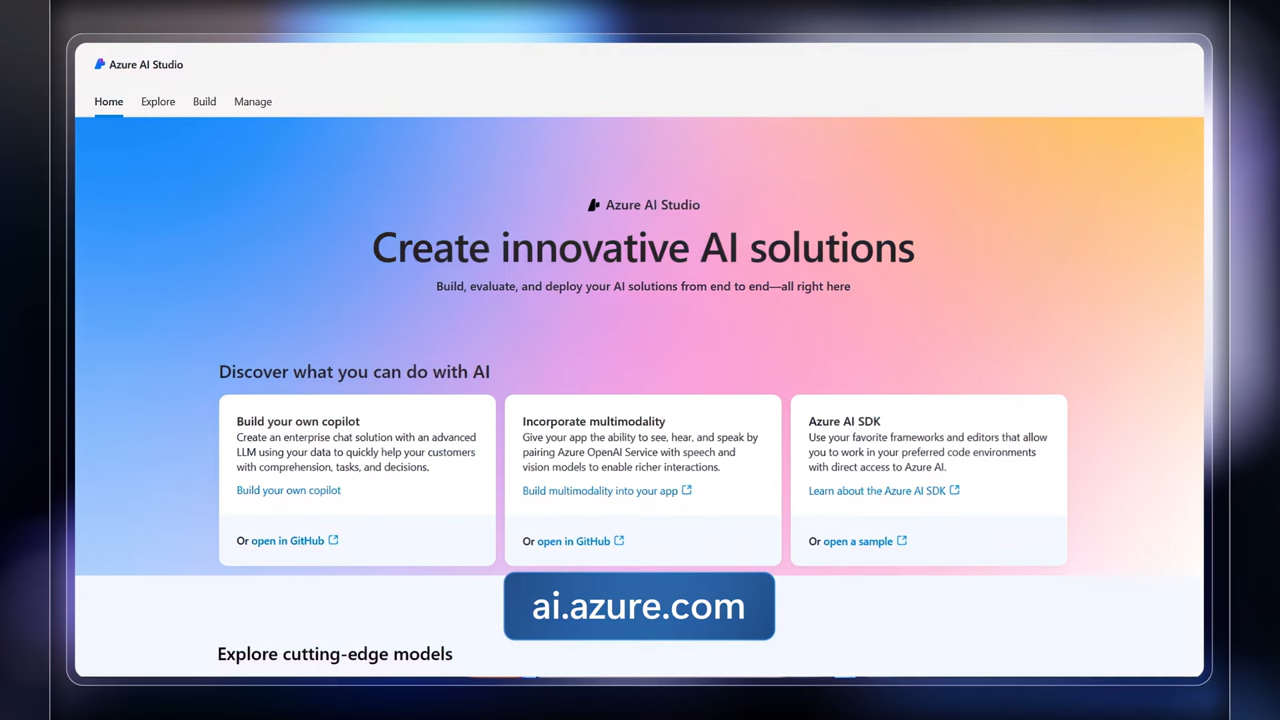 Azure AI Studio
Home Explore Build Manage
Azure AI Studio
Create innovative AI solutions
Build, evaluate, and deploy your AI solutions from end to end—all right here
Discover what you can do with AI
Build your own copilot
Create an enterprise chat solution with an advanced
LLM using your data to quickly help your customers
with comprehension, tasks, and decisions.
Build your own copilot
Or open in GitHub
Incorporate multimodality
Give your app the ability to see, hear, and speak by
pairing Azure OpenAI Service with speech and
vision models to enable richer interactions.
Build multimodality into your app
Or open in GitHub
Azure AI SDK
Use your favorite frameworks and editors that allow
you to work in your preferred code environments
with direct access to Azure AI.
Learn about the Azure AI SDK
Or open a sample
ai.azure.com
Explore cutting-edge models